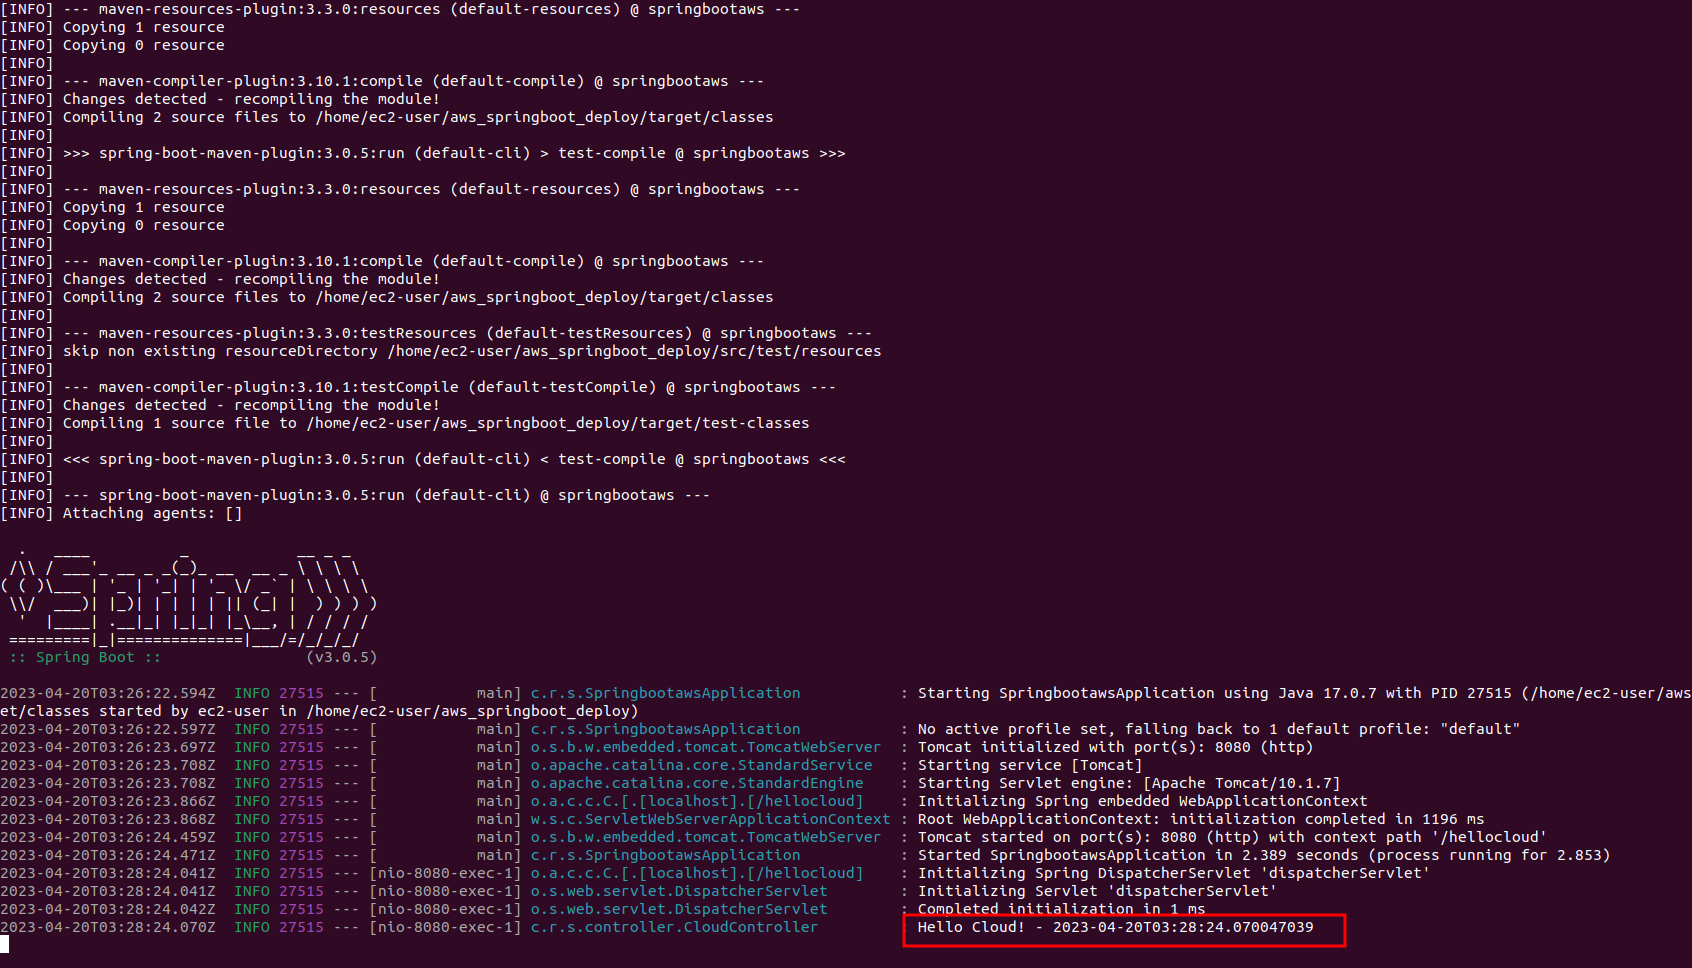 [INFO] --- maven-resources-plugin:3.3.0:resources (default-resources) @ springbootaws ---
[INFO] Copying 1 resource
[INFO] Copying 0 resource
[INFO]
[INFO] --- maven-compiler-plugin:3.10.1:compile (default-compile) @ springbootaws ---
[INFO] Changes detected - recompiling the module!
[INFO] Compiling 2 source files to /home/ec2-user/aws_springboot_deploy/target/classes
[INFO]
[INFO] >>> spring-boot-maven-plugin:3.0.5:run (default-cli) > test-compile @ springbootaws >>>
[INFO]
[INFO] --- maven-resources-plugin:3.3.0:resources (default-resources) @ springbootaws ---
[INFO] Copying 1 resource
[INFO] Copying 0 resource
[INFO]
[INFO] --- maven-compiler-plugin:3.10.1:compile (default-compile) @ springbootaws ---
[INFO] Changes detected - recompiling the module!
[INFO] Compiling 2 source files to /home/ec2-user/aws_springboot_deploy/target/classes
[INFO]
[INFO] --- maven-resources-plugin:3.3.0:testResources (default-testResources) @ springbootaws ---
[INFO] skip non existing resourceDirectory /home/ec2-user/aws_springboot_deploy/src/test/resources
[INFO]
[INFO] --- maven-compiler-plugin:3.10.1:testCompile (default-testCompile) @ springbootaws ---
[INFO] Changes detected - recompiling the module!
[INFO] Compiling 1 source file to /home/ec2-user/aws_springboot_deploy/target/test-classes
[INFO]
[INFO] <<< spring-boot-maven-plugin:3.0.5:run (default-cli) < test-compile @ springbootaws <<<
[INFO]
[INFO] --- spring-boot-maven-plugin:3.0.5:run (default-cli) @ springbootaws ---
[INFO] Attaching agents: []
  .   ____          _            __ _ _
 /\\ / ___'_ __ _ _(_)_ __  __ _ \ \ \ \
( ( )\___ | '_ | '_| | '_ \/ _` | \ \ \ \
 \\/  ___)| |_)| | | | | || (_| |  ) ) ) )
  '  |____| .__|_| |_|_| |_\__, | / / / /
 =========|_|==============|___/=/_/_/_/
 :: Spring Boot ::                (v3.0.5)
2023-04-20T03:26:22.594Z  INFO 27515 --- [           main] c.r.s.SpringbootawsApplication           : Starting SpringbootawsApplication using Java 17.0.7 with PID 27515 (/home/ec2-user/aws
et/classes started by ec2-user in /home/ec2-user/aws_springboot_deploy)
2023-04-20T03:26:22.597Z  INFO 27515 --- [           main] c.r.s.SpringbootawsApplication           : No active profile set, falling back to 1 default profile: "default"
2023-04-20T03:26:23.697Z  INFO 27515 --- [           main] o.s.b.w.embedded.tomcat.TomcatWebServer  : Tomcat initialized with port(s): 8080 (http)
2023-04-20T03:26:23.708Z  INFO 27515 --- [           main] o.apache.catalina.core.StandardService   : Starting service [Tomcat]
2023-04-20T03:26:23.708Z  INFO 27515 --- [           main] o.apache.catalina.core.StandardEngine    : Starting Servlet engine: [Apache Tomcat/10.1.7]
2023-04-20T03:26:23.866Z  INFO 27515 --- [           main] o.a.c.c.C.[.[localhost].[/hellocloud]    : Initializing Spring embedded WebApplicationContext
2023-04-20T03:26:23.868Z  INFO 27515 --- [           main] w.s.c.ServletWebServerApplicationContext : Root WebApplicationContext: initialization completed in 1196 ms
2023-04-20T03:26:24.459Z  INFO 27515 --- [           main] o.s.b.w.embedded.tomcat.TomcatWebServer  : Tomcat started on port(s): 8080 (http) with context path '/hellocloud'
2023-04-20T03:26:24.471Z  INFO 27515 --- [           main] c.r.s.SpringbootawsApplication           : Started SpringbootawsApplication in 2.389 seconds (process running for 2.853)
2023-04-20T03:28:24.041Z  INFO 27515 --- [nio-8080-exec-1] o.a.c.c.C.[.[localhost].[/hellocloud]    : Initializing Spring DispatcherServlet 'dispatcherServlet'
2023-04-20T03:28:24.041Z  INFO 27515 --- [nio-8080-exec-1] o.s.web.servlet.DispatcherServlet        : Initializing Servlet 'dispatcherServlet'
2023-04-20T03:28:24.042Z  INFO 27515 --- [nio-8080-exec-1] o.s.web.servlet.DispatcherServlet        : Completed initialization in 1 ms
2023-04-20T03:28:24.070Z  INFO 27515 --- [nio-8080-exec-1] c.r.s.controller.CloudController         : Hello Cloud! - 2023-04-20T03:28:24.070047039